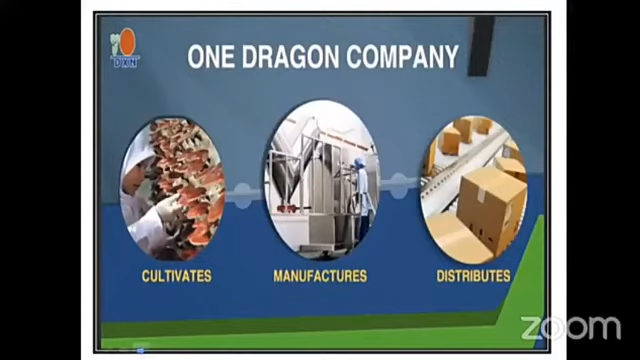 DXN
ONE DRAGON COMPANY
CULTIVATES
MANUFACTURES
DISTRIBUTES
zoom